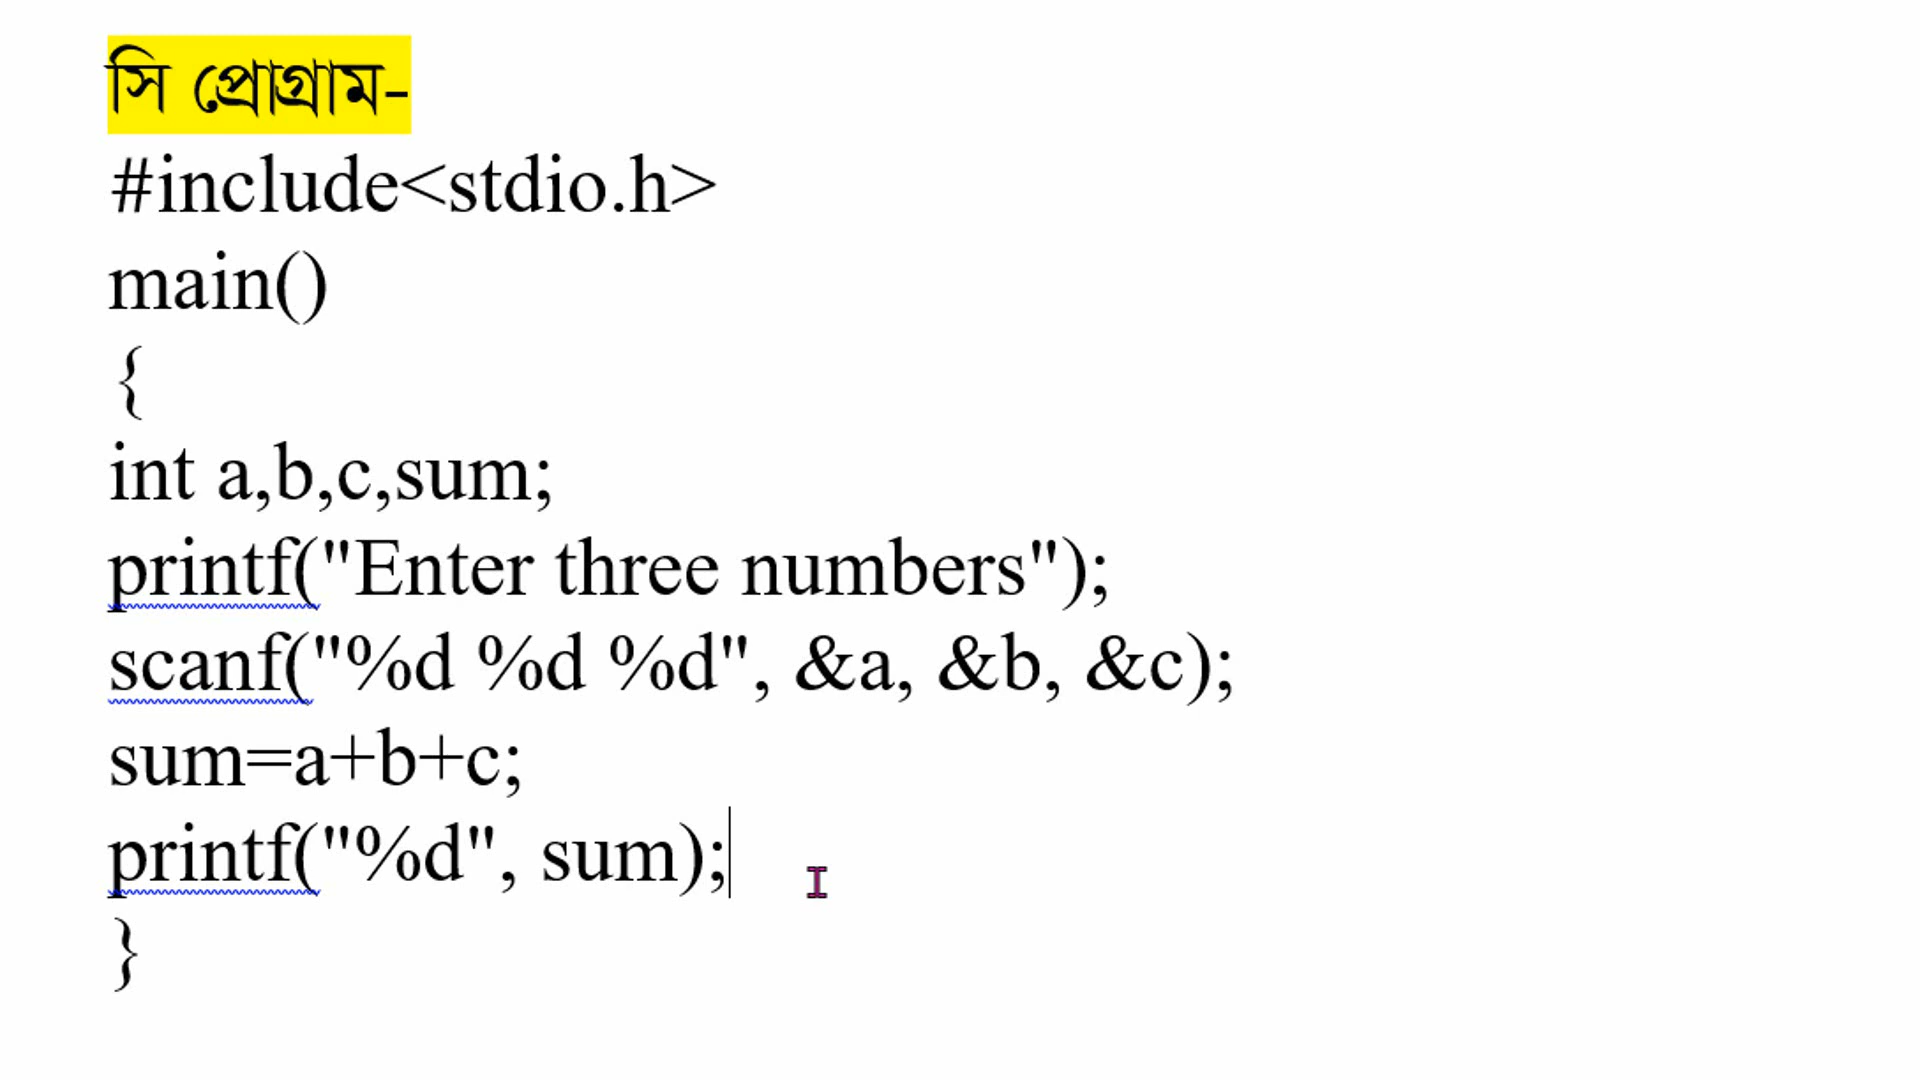 সি প্রোগ্রাম-
#include<stdio.h>
main()
{
int a,b,c,sum;
printf("Enter three numbers");
scanf("%d %d %d", &a, &b, &c);
sum=a+b+c;
printf("%d", sum);
}